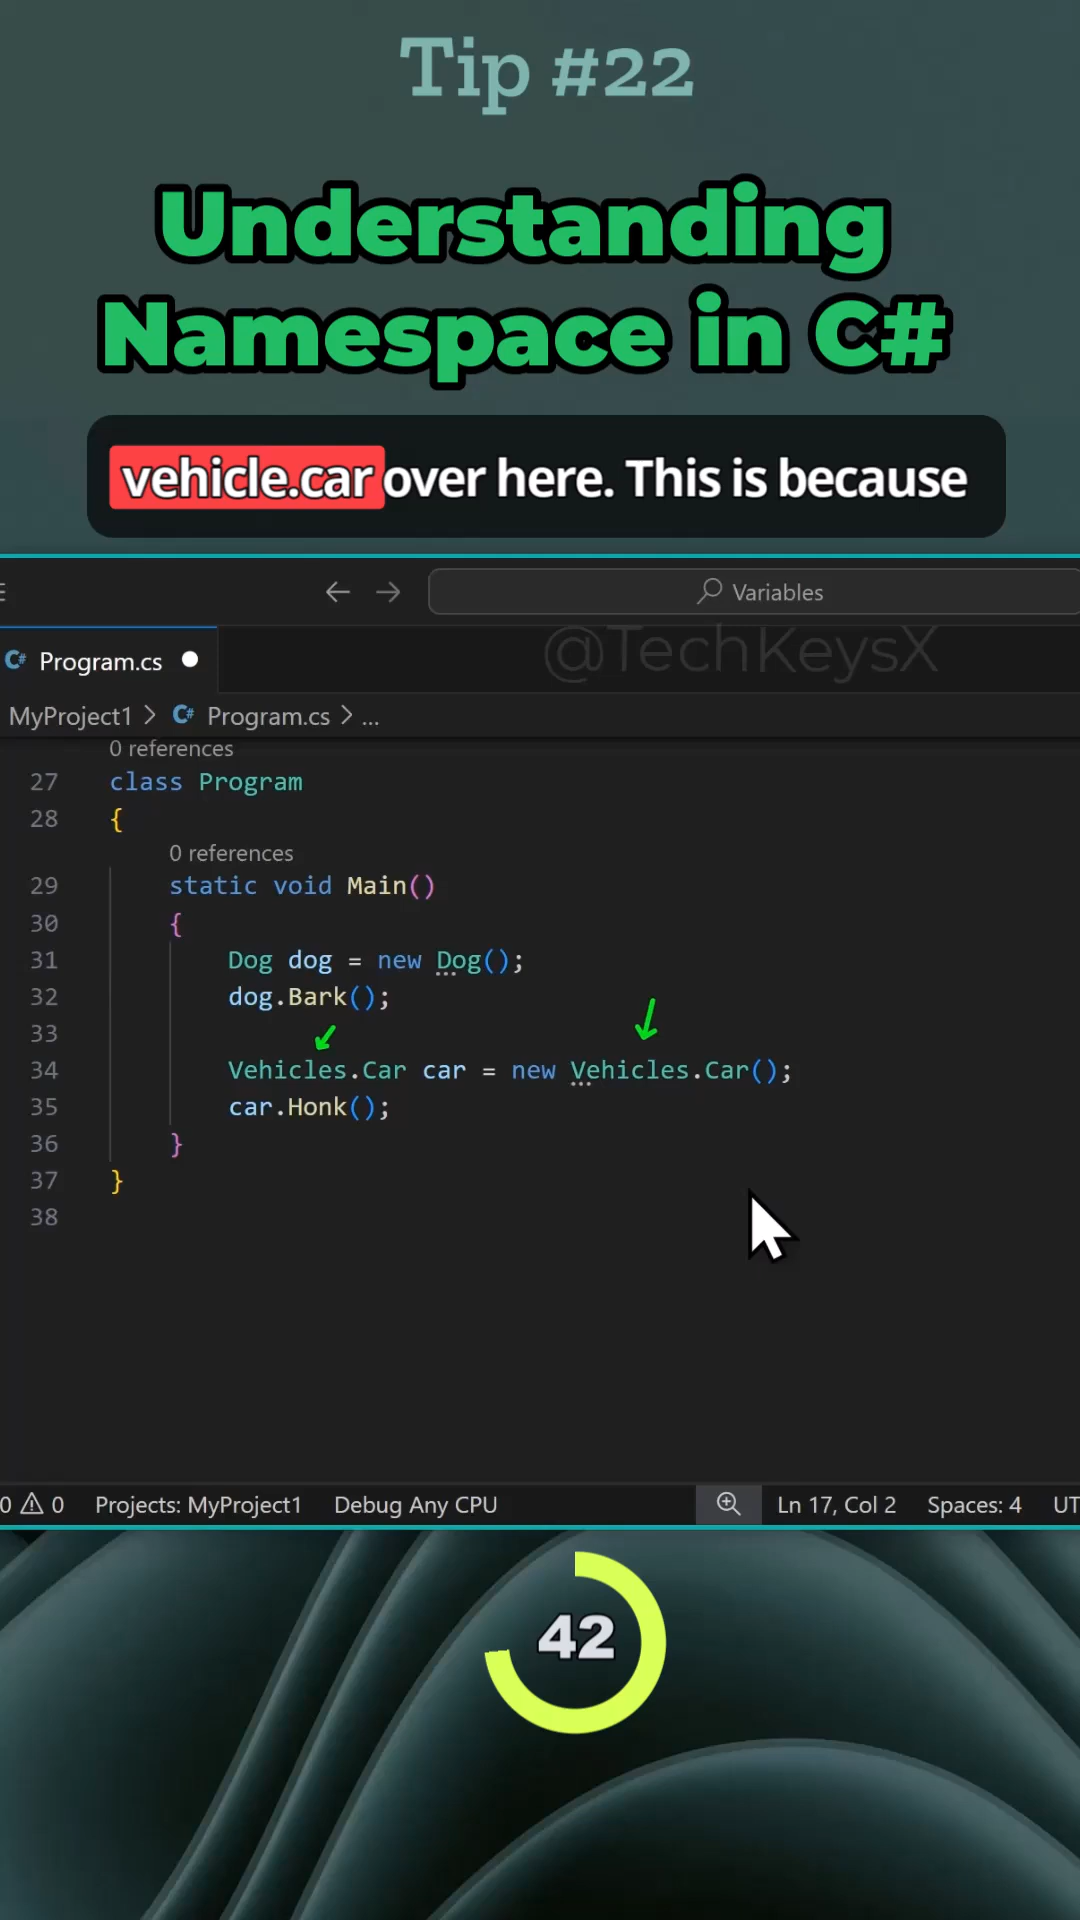 Tip #22
Understanding
Namespace in C#
vehicle.car over here. This is because
Variables
@TechKeysX
C# Program.cs
MyProject1 > C# Program.cs > ...
0 references
27 class Program
28 {
0 references
29 static void Main()
30 {
31 Dog dog = new Dog();
32 dog.Bark();
33
34 Vehicles.Car car = new Vehicles.Car();
35 car.Honk();
36 }
37 }
38
0 0 Projects: MyProject1 Debug Any CPU Ln 17, Col 2 Spaces: 4 UT
42